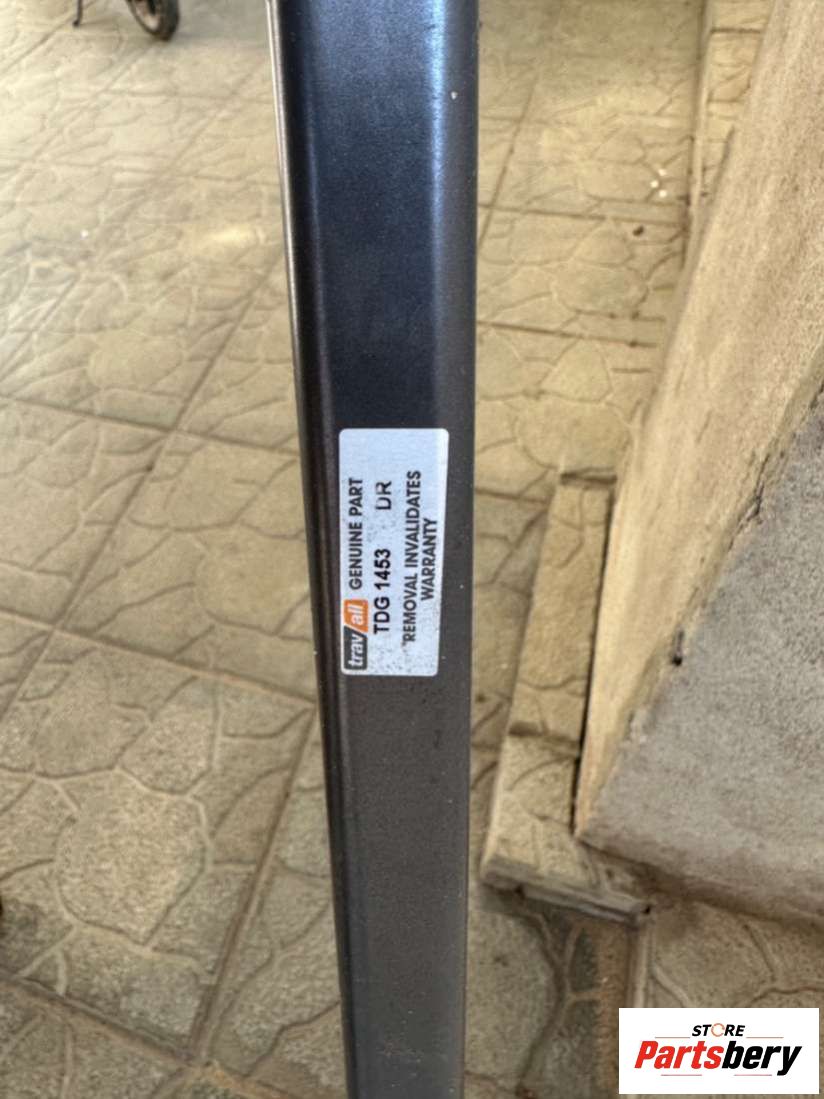 trav/all GENUINE PART
TDG 1453 DR
REMOVAL INVALIDATES
WARRANTY
STORE
Partsbery